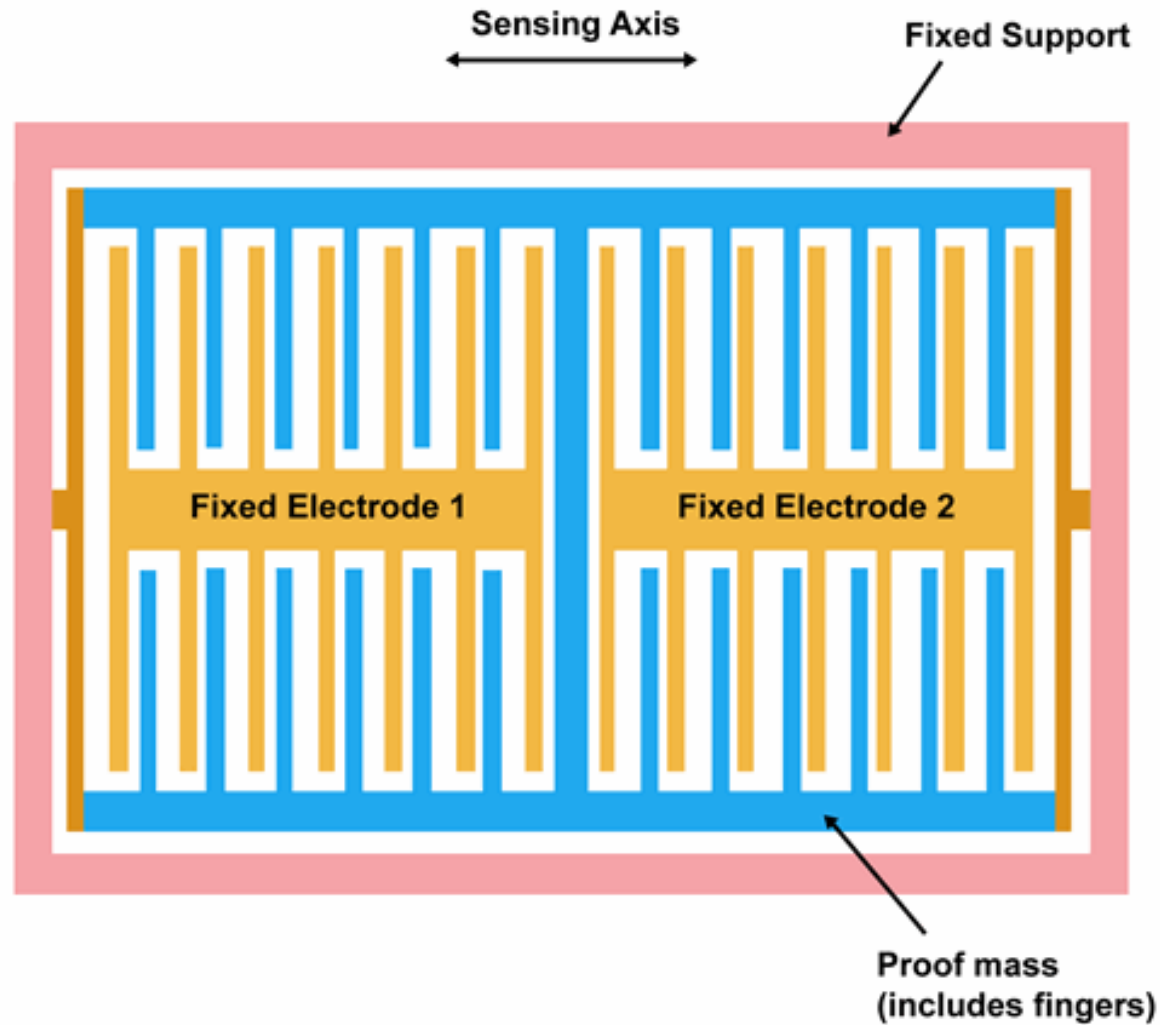 Sensing Axis
Fixed Support
Fixed Electrode 1
Fixed Electrode 2
Proof mass
(includes fingers)